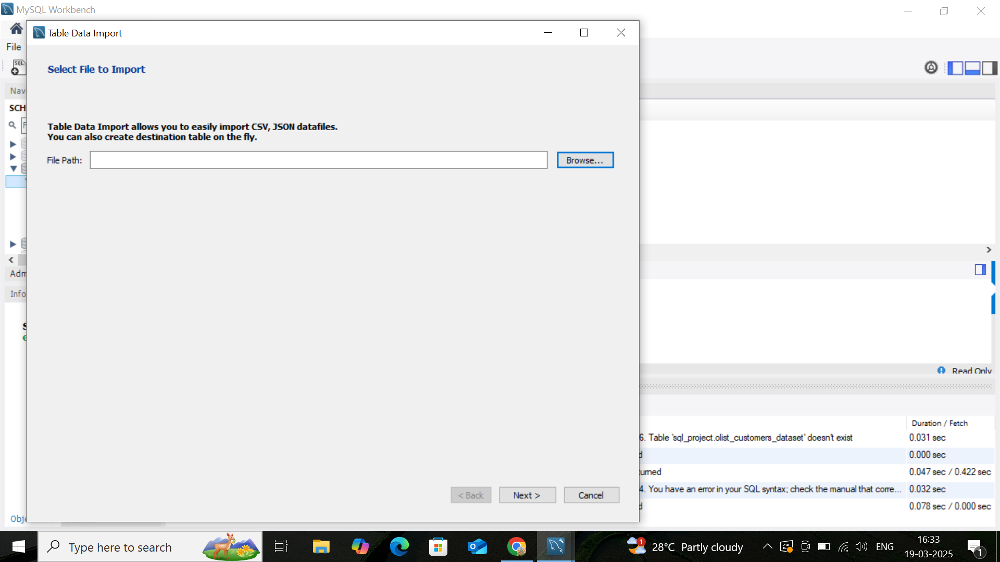 MySQL Workbench
Table Data Import
File
SQL
Select File to Import
Nav
SCH
Table Data Import allows you to easily import CSV, JSON datafiles.
You can also create destination table on the fly.
File Path:
Browse...
Adm
Info
Read Only
Duration / Fetch
6. Table 'sql_project.olist_customers_dataset' doesn't exist
0.031 sec
0.000 sec
turned
0.047 sec / 0.422 sec
4. You have an error in your SQL syntax; check the manual that corre...
0.032 sec
0.078 sec / 0.000 sec
< Back
Next >
Cancel
Obje
Type here to search
1
28°C Partly cloudy
ENG
16:33
19-03-2025
1